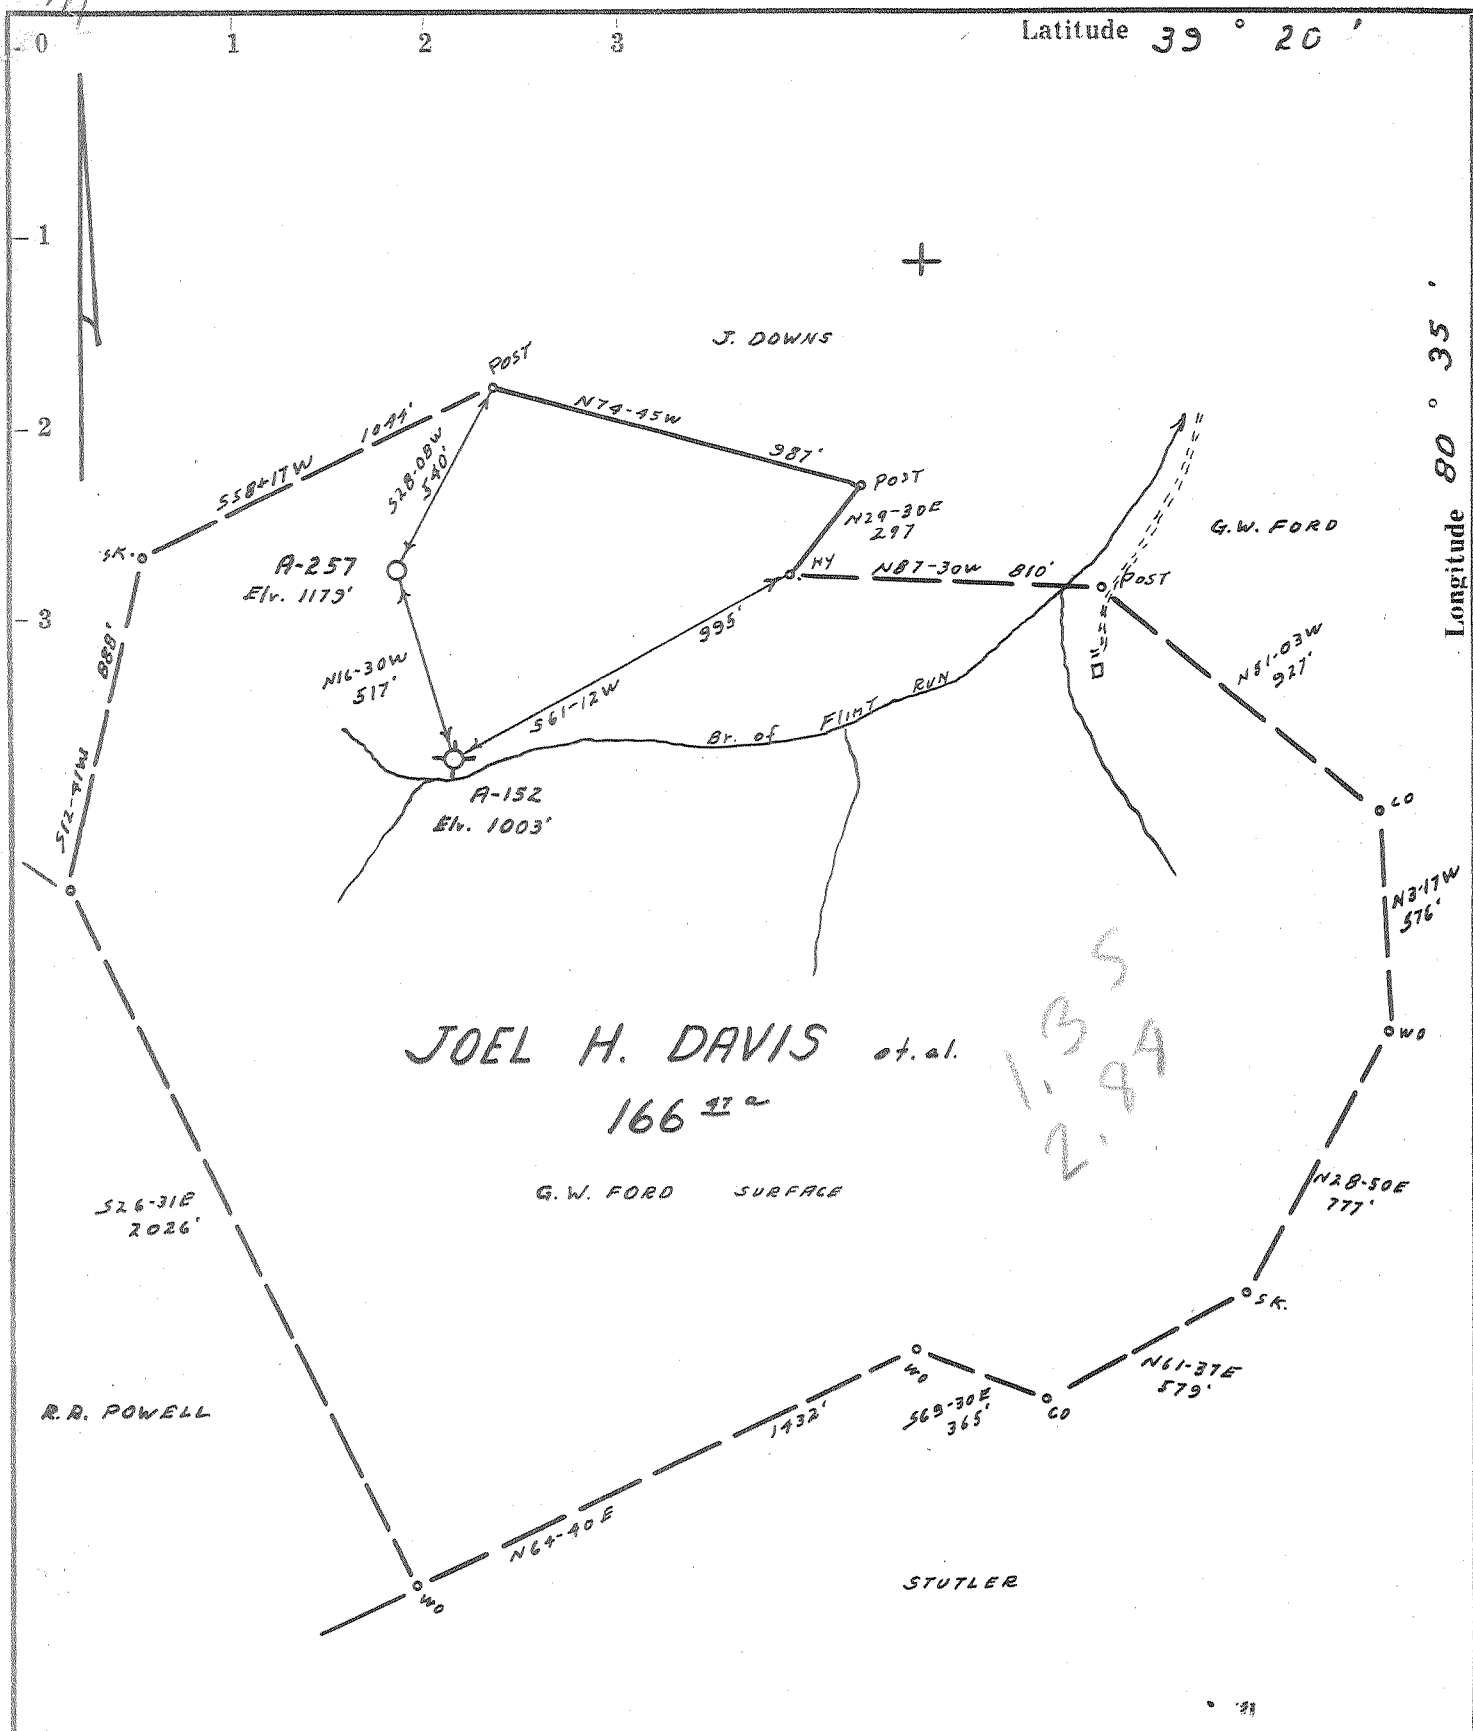 0 1 2 3 Latitude 39 ° 20 '
1
2
3
Longitude 80 ° 35 '
J. DOWNS
POST
N74-45W 987'
1044'
S58-17W
S28-08W
540'
POST
N29-30E
297
G.W. FORD
SK.
A-257
Elv. 1179'
HY
N87-30W 810'
POST
888'
S12-41W
N16-30W
517'
995'
S61-12W
N51-03W
927'
Br. of FLINT RUN
A-152
Elv. 1003'
CO
N3-17W
576'
WO
JOEL H. DAVIS et.al.
166 47 a
1.35
2.84
G.W. FORD SURFACE
S26-31E
2026'
N28-50E
777'
SK.
N61-37E
579'
WO
S69-30E
365'
CO
R.A. POWELL
1432'
N64-40E
WO
STUTLER